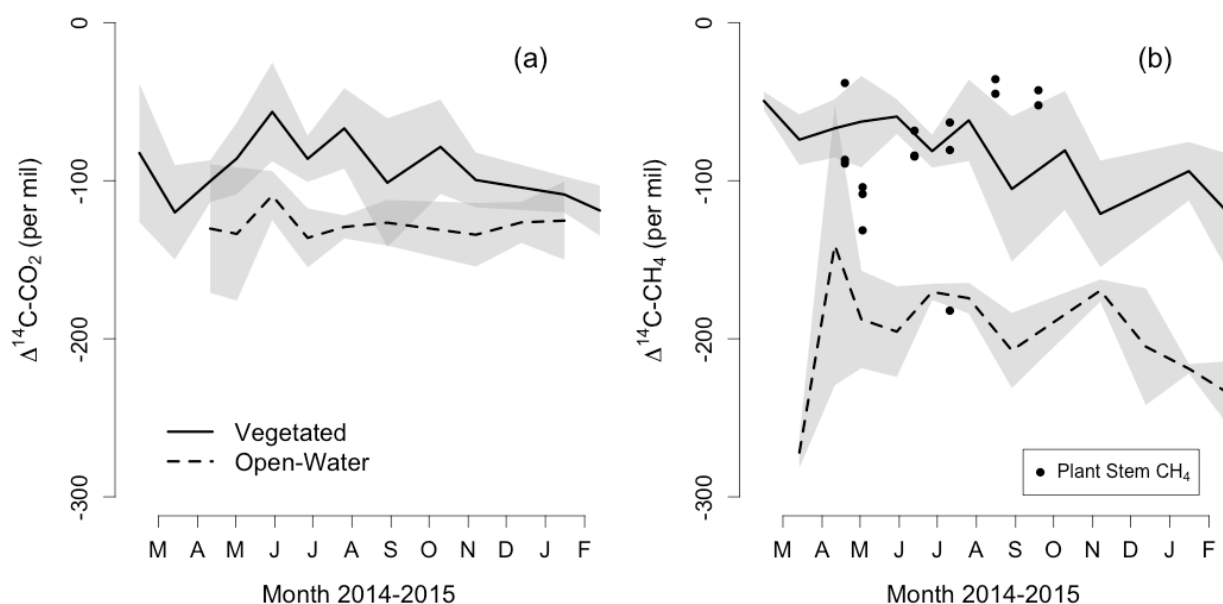 (a)
0
-100
-200
-300
Δ¹⁴C-CO₂ (per mil)
Vegetated
Open-Water
M A M J J A S O N D J F
Month 2014-2015
(b)
0
-100
-200
-300
Δ¹⁴C-CH₄ (per mil)
Plant Stem CH₄
M A M J J A S O N D J F
Month 2014-2015